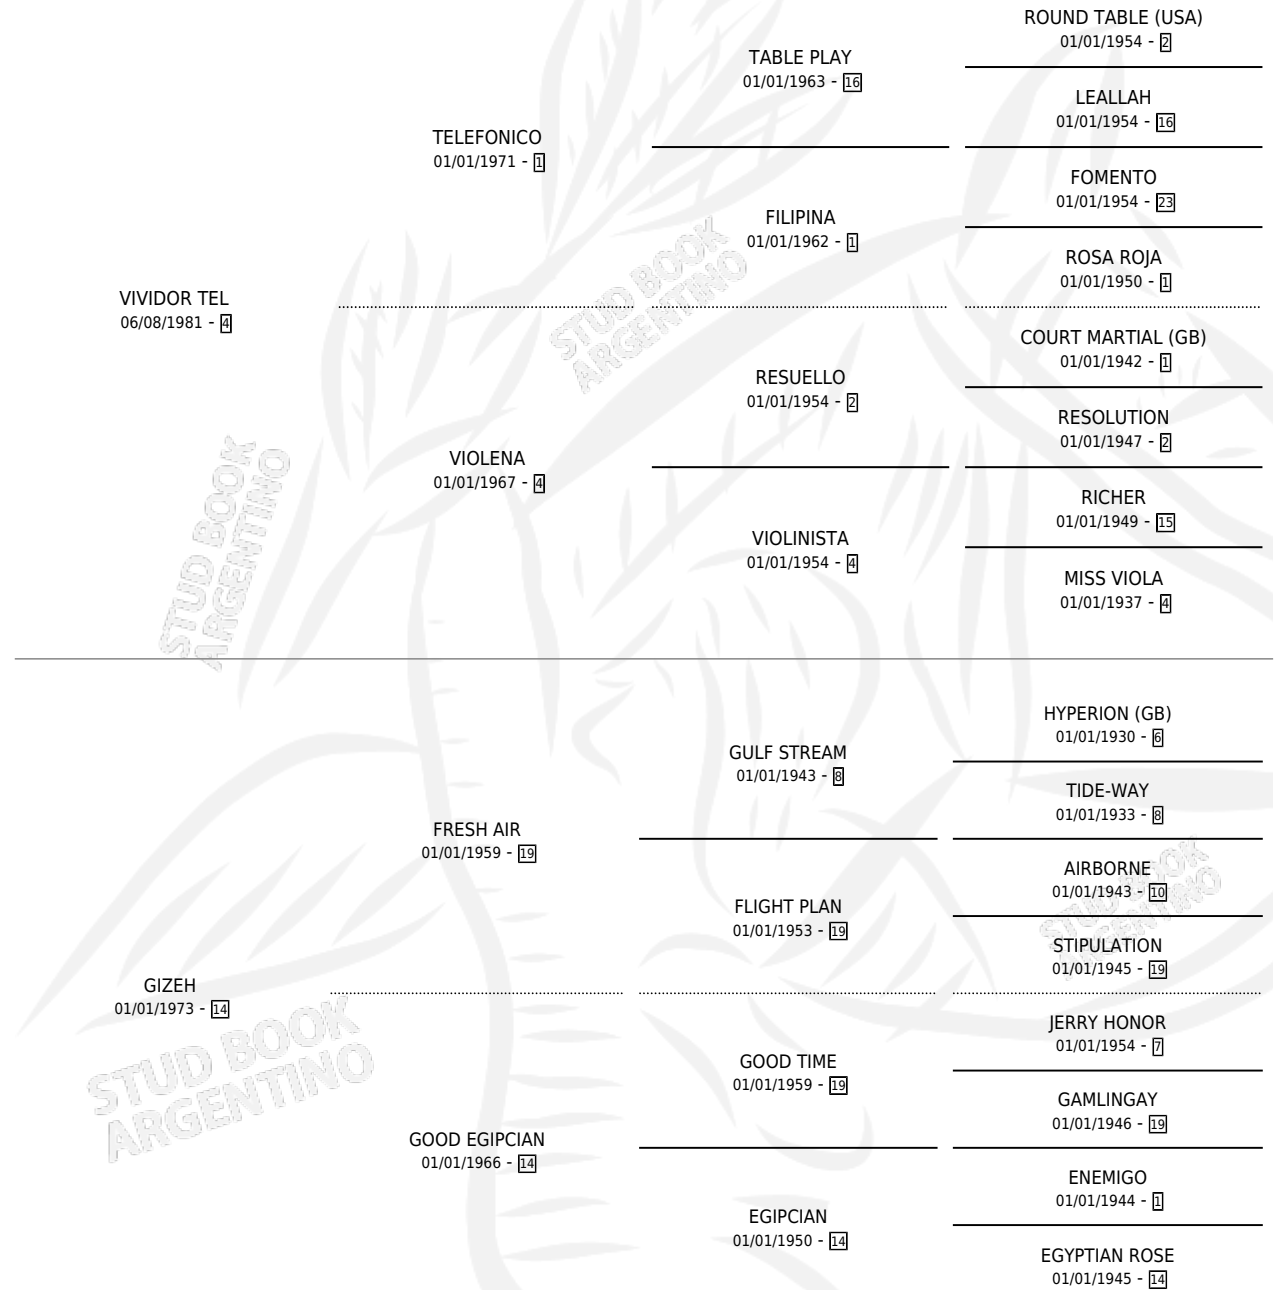 ROUND TABLE (USA)
01/01/1954 - 2
TABLE PLAY
01/01/1963 - 16
LEALLAH
01/01/1954 - 16
TELEFONICO
01/01/1971 - 1
FOMENTO
01/01/1954 - 23
FILIPINA
01/01/1962 - 1
ROSA ROJA
01/01/1950 - 1
VIVIDOR TEL
06/08/1981 - 4
STUD BOOK
ARGENTINO
COURT MARTIAL (GB)
01/01/1942 - 1
RESUELLO
01/01/1954 - 2
RESOLUTION
01/01/1947 - 2
VIOLENA
01/01/1967 - 4
RICHER
01/01/1949 - 15
VIOLINISTA
01/01/1954 - 4
MISS VIOLA
01/01/1937 - 4
STUD BOOK
ARGENTINO
HYPERION (GB)
01/01/1930 - 6
GULF STREAM
01/01/1943 - 8
TIDE-WAY
01/01/1933 - 8
FRESH AIR
01/01/1959 - 19
AIRBORNE
01/01/1943 - 10
FLIGHT PLAN
01/01/1953 - 19
STUD BOOK
ARGENTINO
STIPULATION
01/01/1945 - 19
GIZEH
01/01/1973 - 14
JERRY HONOR
01/01/1954 - 7
GOOD TIME
01/01/1959 - 19
STUD BOOK
ARGENTINO
GAMLINGAY
01/01/1946 - 19
GOOD EGIPCIAN
01/01/1966 - 14
ENEMIGO
01/01/1944 - 1
EGIPCIAN
01/01/1950 - 14
EGYPTIAN ROSE
01/01/1945 - 14